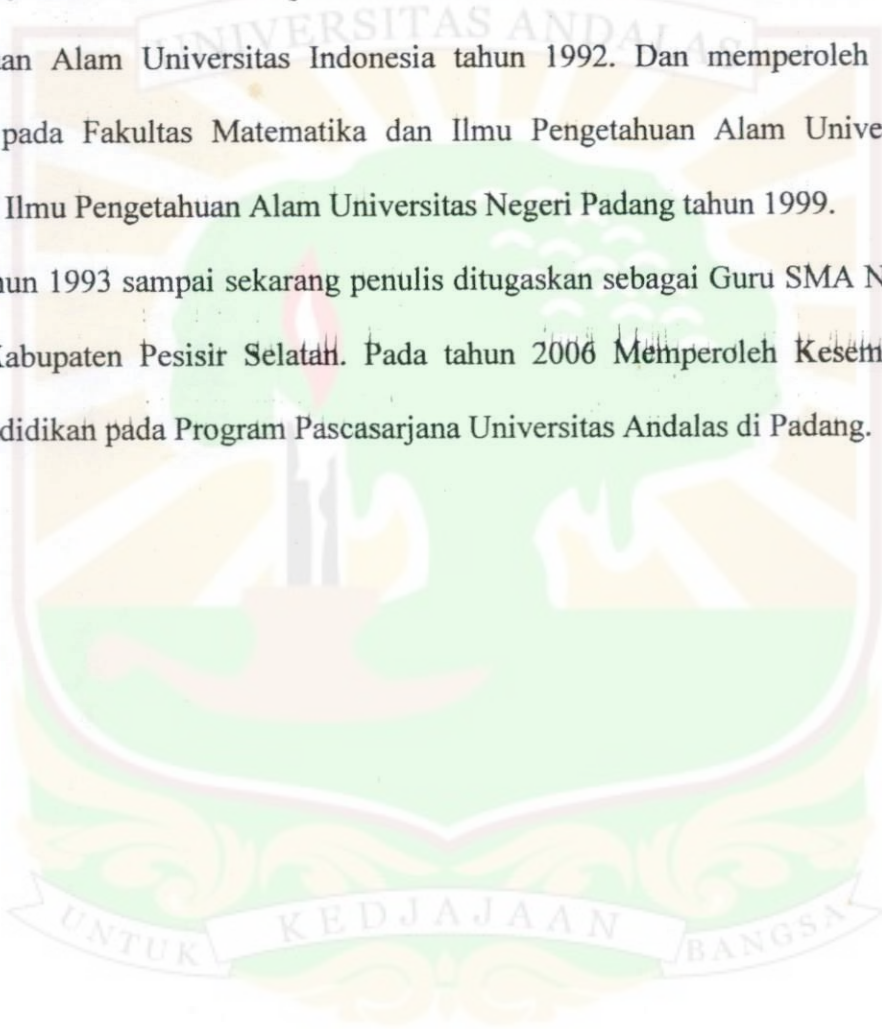 UNIVERSITAS ANDALAS
an Alam Universitas Indonesia tahun 1992. Dan memperoleh
pada Fakultas Matematika dan Ilmu Pengetahuan Alam Unive
Ilmu Pengetahuan Alam Universitas Negeri Padang tahun 1999.
un 1993 sampai sekarang penulis ditugaskan sebagai Guru SMA N
Kabupaten Pesisir Selatan. Pada tahun 2006 Memperoleh Kesem
didikan pada Program Pascasarjana Universitas Andalas di Padang.
UNTUK KEDJAJAAN BANGSA